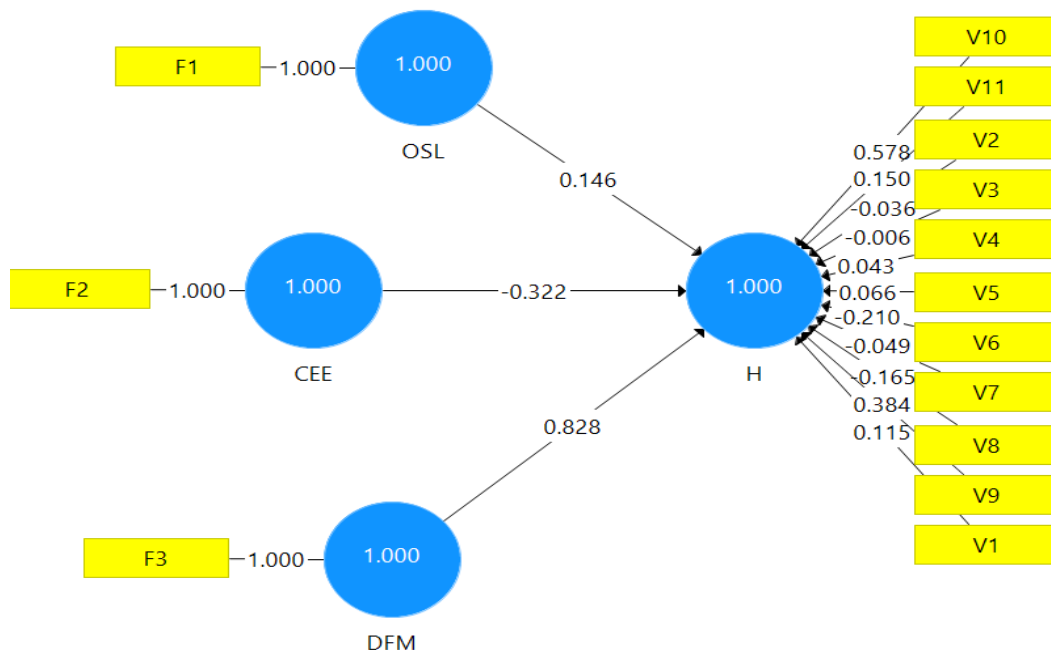 F1
1.000
1.000
OSL
0.146
F2
1.000
1.000
CEE
-0.322
F3
1.000
1.000
DFM
0.828
1.000
H
0.578
0.150
-0.036
-0.006
0.043
0.066
-0.210
-0.049
-0.165
0.384
0.115
V10
V11
V2
V3
V4
V5
V6
V7
V8
V9
V1